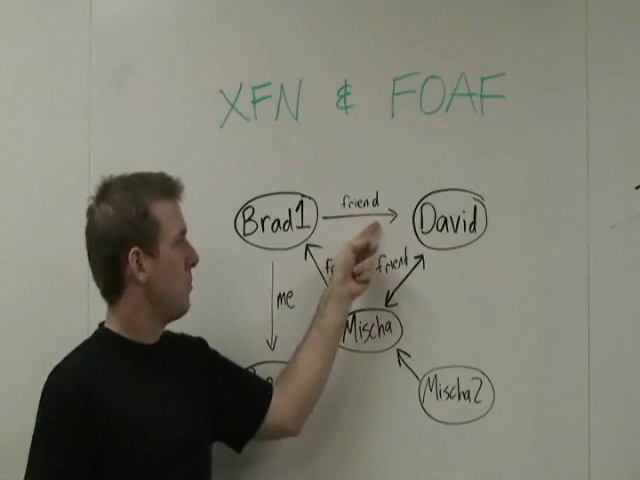 XFN & FOAF
friend
Brad1
David
friend
me
Mischa
Mischa2